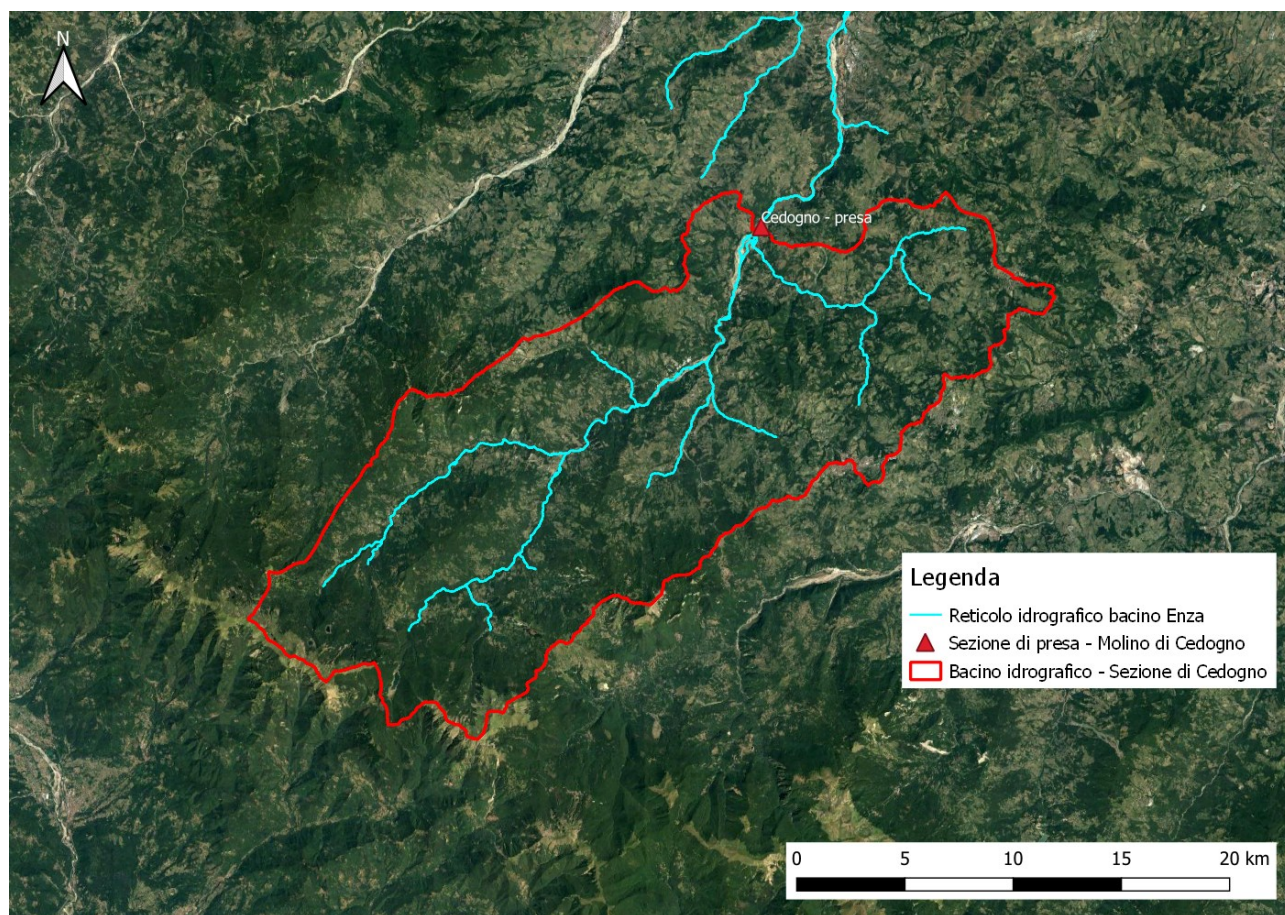 N
Cedogno - presa
Legenda
Reticolo idrografico bacino Enza
Sezione di presa - Molino di Cedogno
Bacino idrografico - Sezione di Cedogno
0 5 10 15 20 km